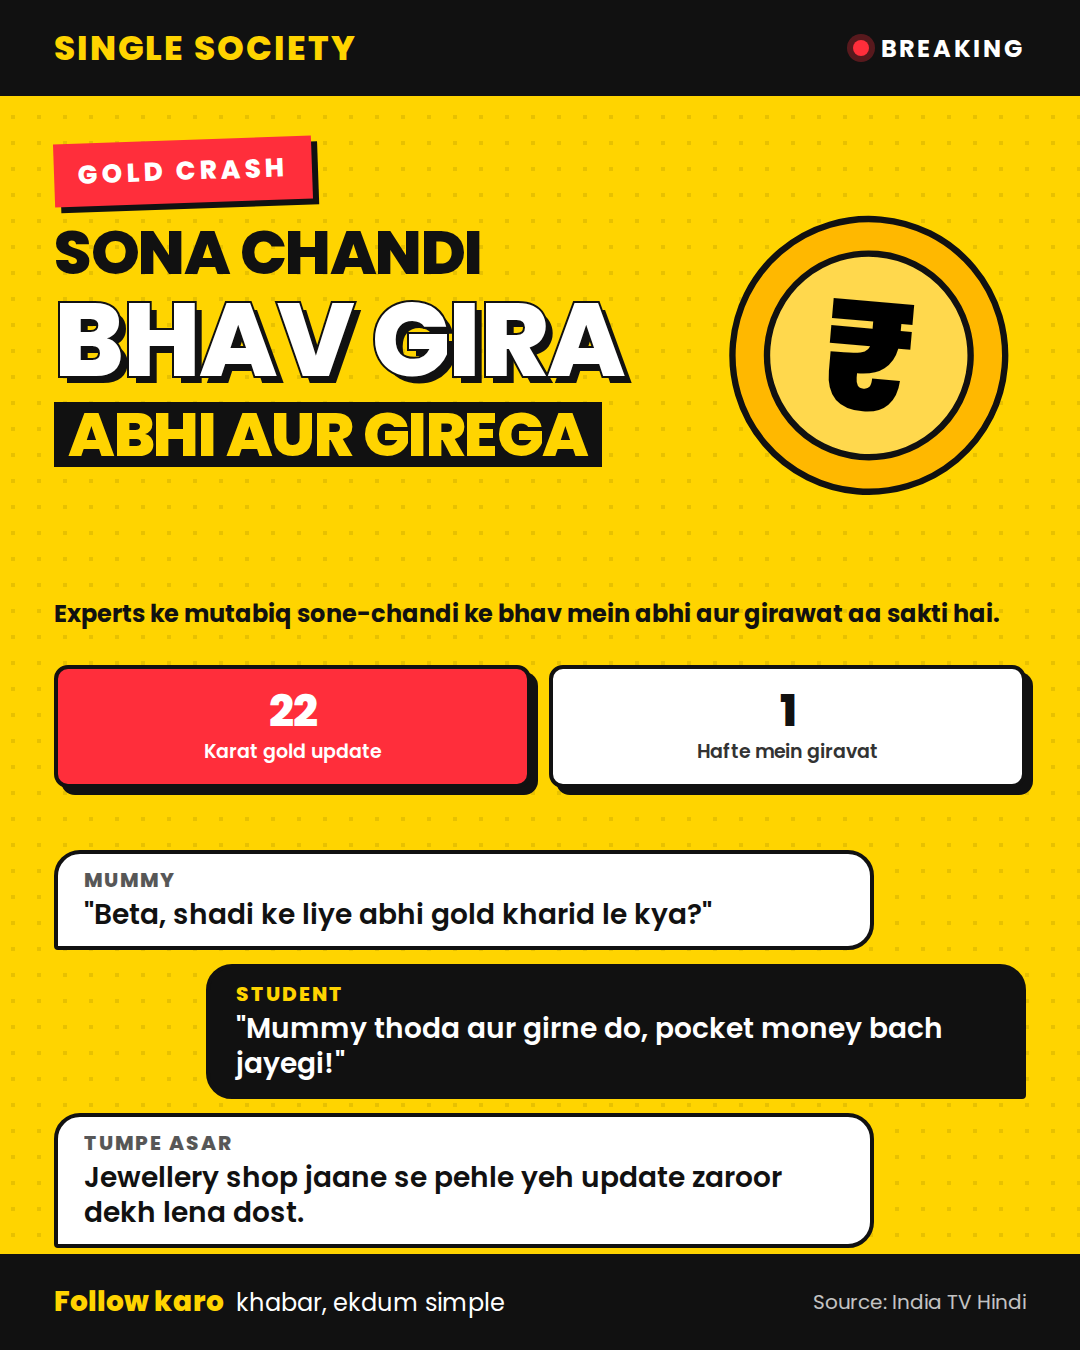 SINGLE SOCIETY
BREAKING
GOLD CRASH
SONA CHANDI
BHAV GIRA
ABHI AUR GIREGA
₹
Experts ke mutabiq sone-chandi ke bhav mein abhi aur girawat aa sakti hai.
22
Karat gold update
1
Hafte mein giravat
MUMMY
"Beta, shadi ke liye abhi gold kharid le kya?"
STUDENT
"Mummy thoda aur girne do, pocket money bach
jayegi!"
TUMPE ASAR
Jewellery shop jaane se pehle yeh update zaroor
dekh lena dost.
Follow karo khabar, ekdum simple
Source: India TV Hindi